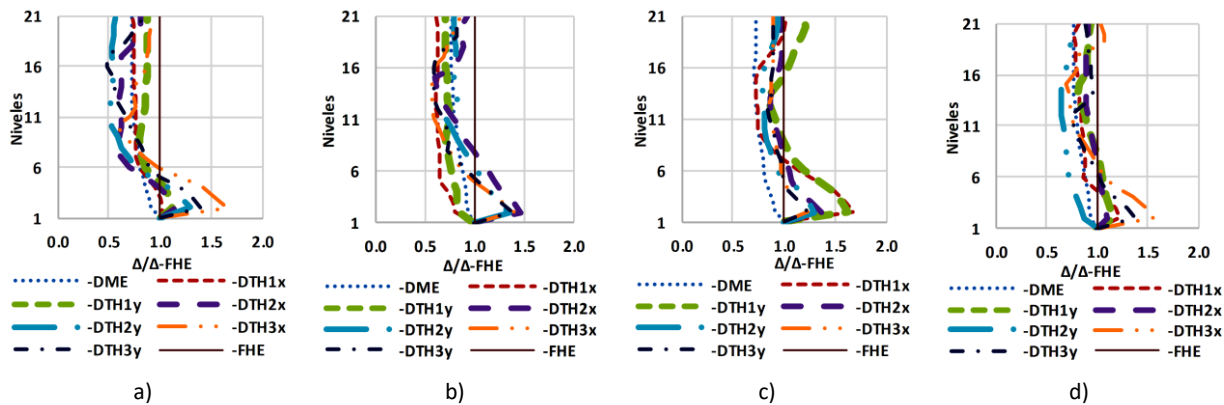 Niveles
21
16
11
6
1
0.0 0.5 1.0 1.5 2.0
Δ/Δ-FHE
-DME -DTH1x
-DTH1y -DTH2x
-DTH2y -DTH3x
-DTH3y -FHE
a)
Niveles
21
16
11
6
1
0.0 0.5 1.0 1.5 2.0
Δ/Δ-FHE
-DME -DTH1x
-DTH1y -DTH2x
-DTH2y -DTH3x
-DTH3y -FHE
b)
Niveles
21
16
11
6
1
0.0 0.5 1.0 1.5 2.0
Δ/Δ-FHE
-DME -DTH1x
-DTH1y -DTH2x
-DTH2y -DTH3x
-DTH3y -FHE
c)
Niveles
21
16
11
6
1
0.0 0.5 1.0 1.5 2.0
Δ/Δ-FHE
-DME -DTH1x
-DTH1y -DTH2x
-DTH2y -DTH3x
-DTH3y -FHE
d)